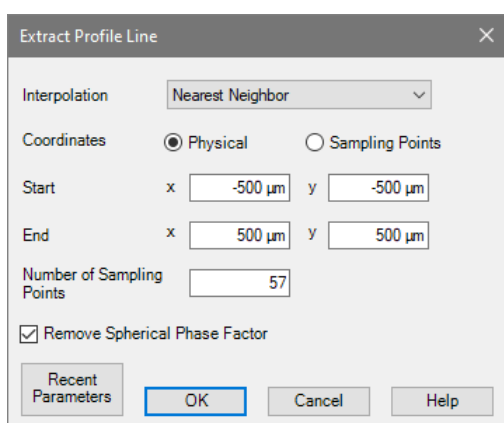 Extract Profile Line
Interpolation Nearest Neighbor
Coordinates Physical Sampling Points
Start x -500 µm y -500 µm
End x 500 µm y 500 µm
Number of Sampling
Points 57
Remove Spherical Phase Factor
Recent
Parameters OK Cancel Help